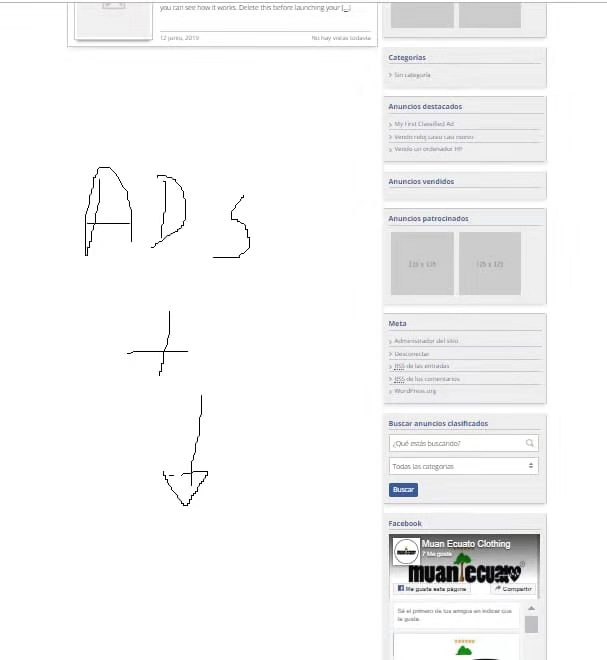 you can see how it works. Delete this before launching your [...]
12 junio, 2019
No hay visitas todavía
Categorías
> Sin categoría
Anuncios destacados
> My First Classified Ad
> Vendo reloj casio casi nuevo
> Vendo un ordenador HP
Anuncios vendidos
Anuncios patrocinados
125 x 125
125 x 125
Meta
> Administrador del sitio
> Desconectar
> RSS de las entradas
> RSS de los comentarios
> WordPress.org
Buscar anuncios clasificados
¿Qué estás buscando?
Todas las categorías
Buscar
Facebook
Muan Ecuato Clothing
7 Me gusta
muan ecuato
Me gusta esta página
Compartir
Sé el primero de tus amigos en indicar que
le gusta.
ADS
+